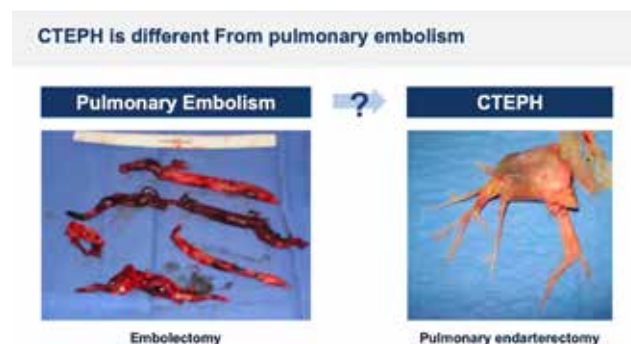 CTEPH is different From pulmonary embolism
Pulmonary Embolism
?
CTEPH
Embolectomy
Pulmonary endarterectomy